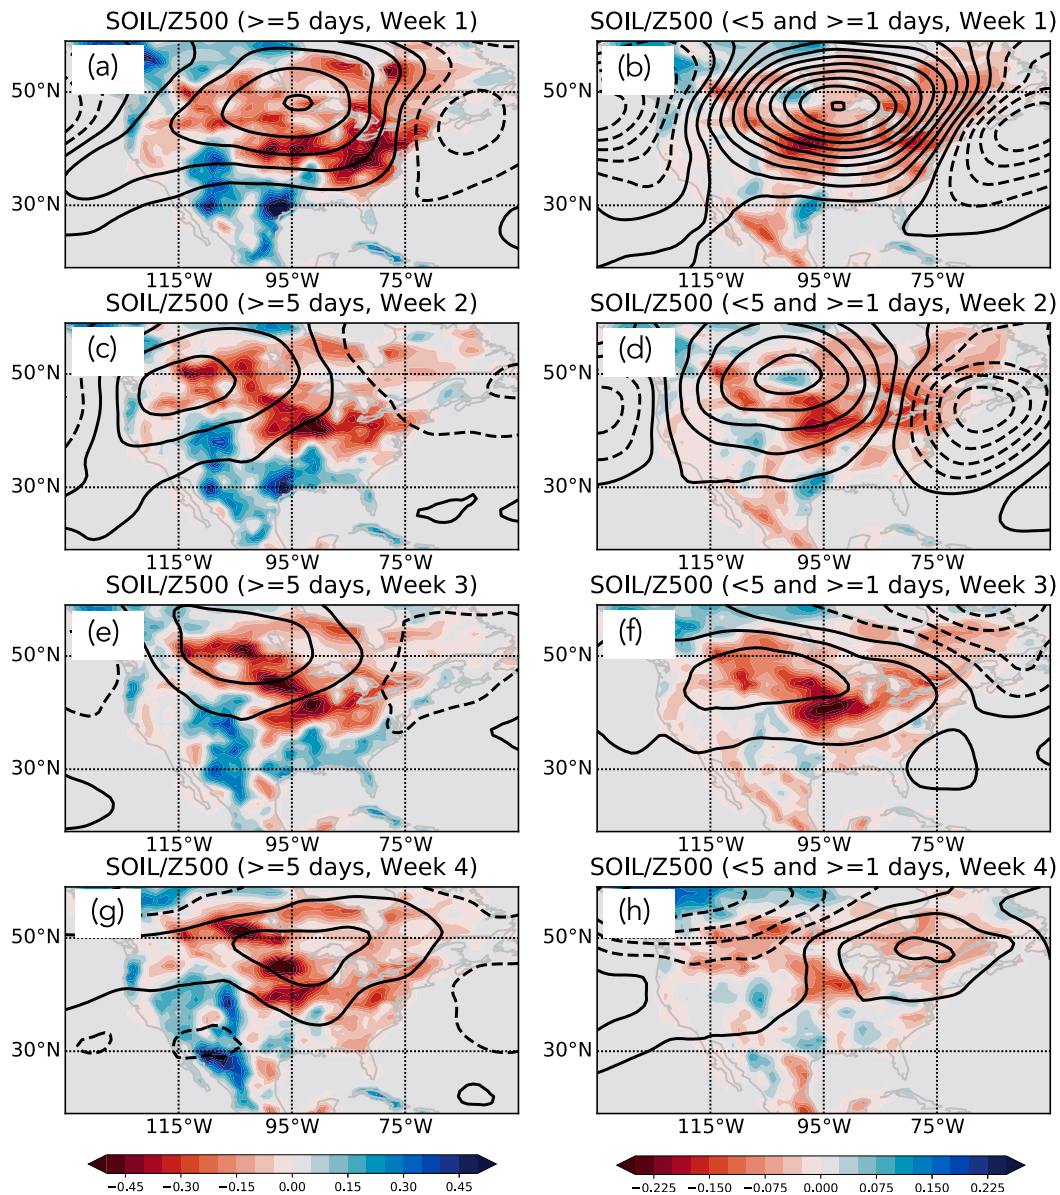 SOIL/Z500 (>=5 days, Week 1) SOIL/Z500 (<5 and >=1 days, Week 1)
(a) (b)
50°N 50°N
30°N 30°N
115°W 95°W 75°W 115°W 95°W 75°W
SOIL/Z500 (>=5 days, Week 2) SOIL/Z500 (<5 and >=1 days, Week 2)
(c) (d)
50°N 50°N
30°N 30°N
115°W 95°W 75°W 115°W 95°W 75°W
SOIL/Z500 (>=5 days, Week 3) SOIL/Z500 (<5 and >=1 days, Week 3)
(e) (f)
50°N 50°N
30°N 30°N
115°W 95°W 75°W 115°W 95°W 75°W
SOIL/Z500 (>=5 days, Week 4) SOIL/Z500 (<5 and >=1 days, Week 4)
(g) (h)
50°N 50°N
30°N 30°N
115°W 95°W 75°W 115°W 95°W 75°W
−0.45 −0.30 −0.15 0.00 0.15 0.30 0.45 −0.225 −0.150 −0.075 0.000 0.075 0.150 0.225